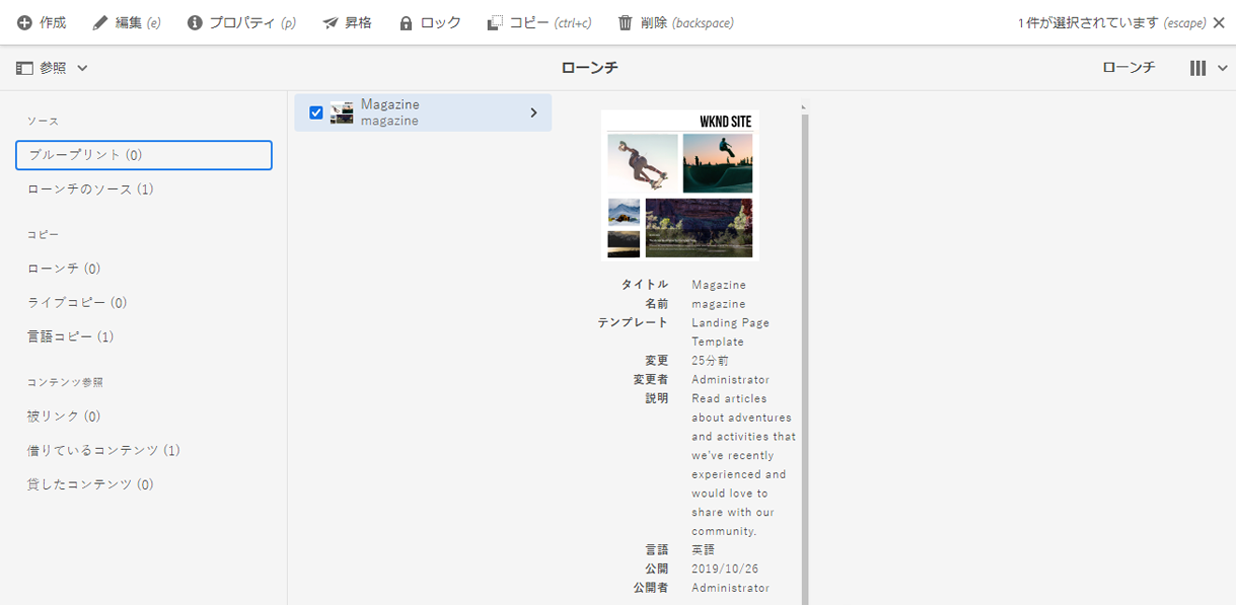 作成 編集 (e) プロパティ (p) 昇格 ロック コピー (ctrl+c) 削除 (backspace) 1 件が選択されています (escape)
参照 ローンチ ローンチ
ソース
ブループリント (0)
ローンチのソース (1)
コピー
ローンチ (0)
ライブコピー (0)
言語コピー (1)
コンテンツ参照
被リンク (0)
借りているコンテンツ (1)
貸したコンテンツ (0)
Magazine
magazine
WKND SITE
タイトル Magazine
名前 magazine
テンプレート Landing Page
Template
変更 25分前
変更者 Administrator
説明 Read articles
about adventures
and activities that
we've recently
experienced and
would love to
share with our
community.
言語 英語
公開 2019/10/26
公開者 Administrator